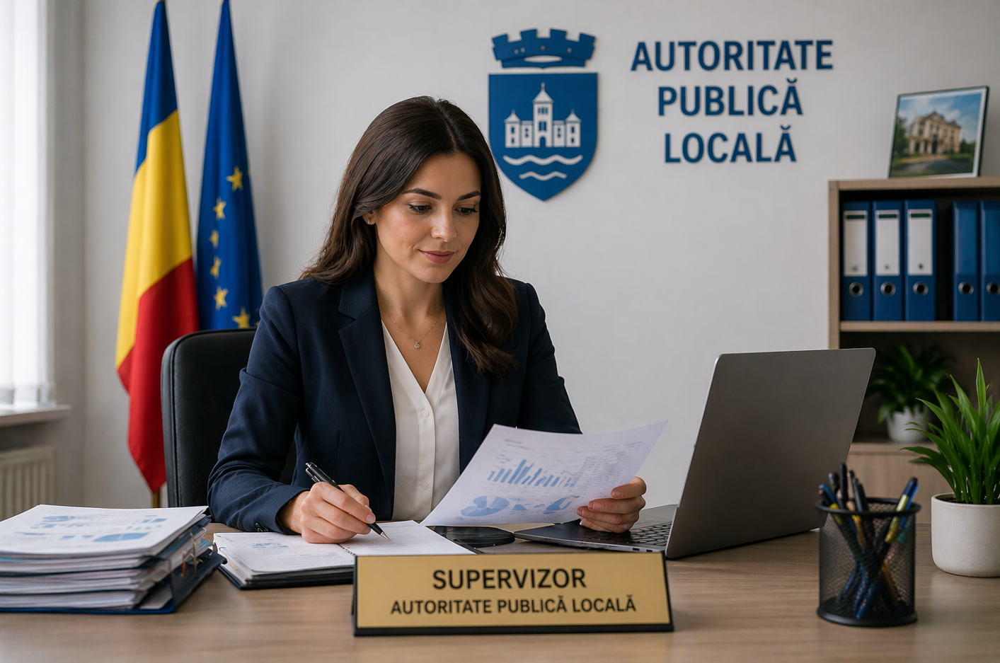 AUTORITATE
PUBLICĂ
LOCALĂ
SUPERVIZOR
AUTORITATE PUBLICĂ LOCALĂ